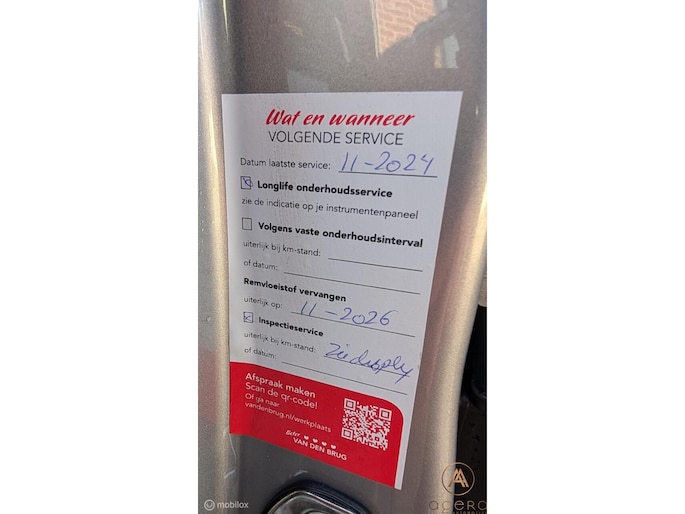 Wat en wanneer
VOLGENDE SERVICE
Datum laatste service: 11-2024
Longlife onderhoudsservice
zie de indicatie op je instrumentenpaneel
Volgens vaste onderhoudsinterval
uiterlijk bij km-stand:
of datum:
Remvloeistof vervangen
uiterlijk op: 11-2026
Inspectieservice
uiterlijk bij km-stand: Zie display
of datum:
Afspraak maken
Scan de qr-code!
Of ga naar
vandenbrug.nl/werkplaats
Beter
VAN DEN BRUG
mobilox
agera